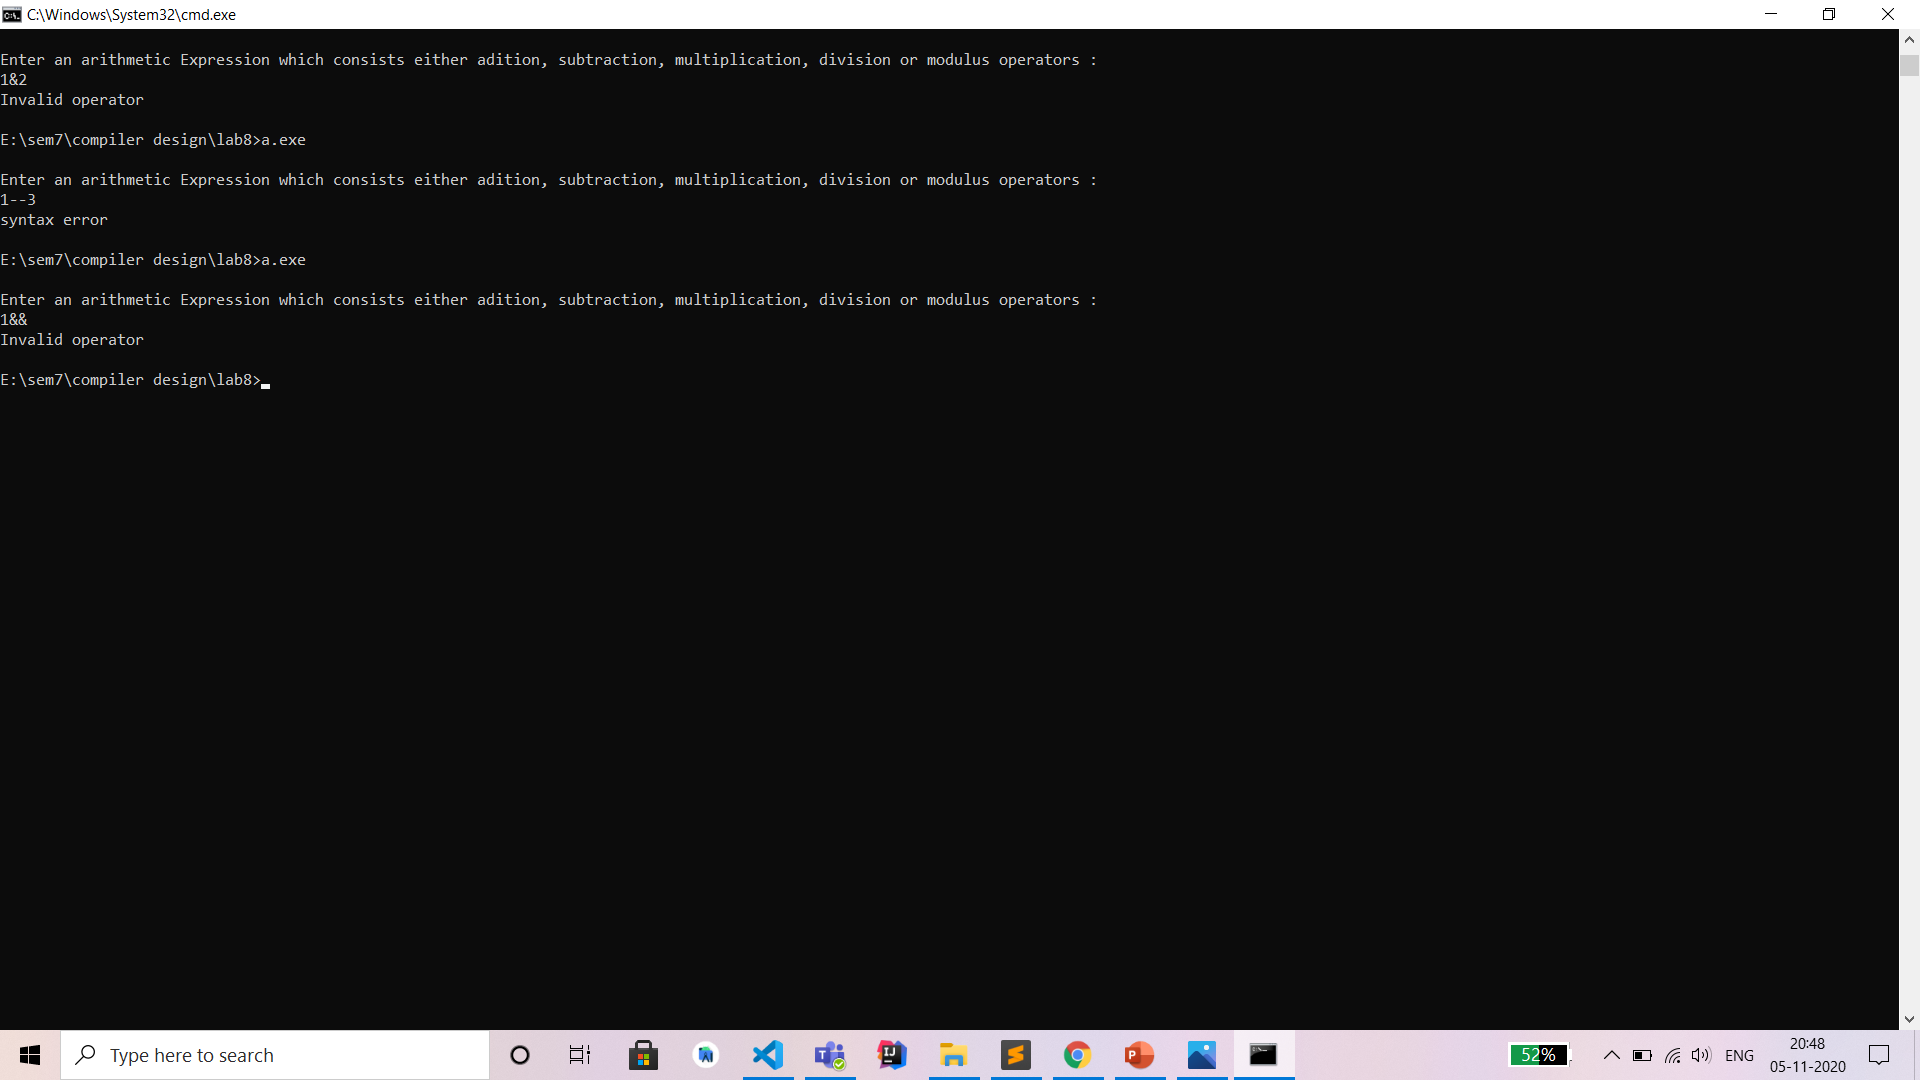 C:\Windows\System32\cmd.exe
Enter an arithmetic Expression which consists either adition, subtraction, multiplication, division or modulus operators :
1&2
Invalid operator
E:\sem7\compiler design\lab8>a.exe
Enter an arithmetic Expression which consists either adition, subtraction, multiplication, division or modulus operators :
1--3
syntax error
E:\sem7\compiler design\lab8>a.exe
Enter an arithmetic Expression which consists either adition, subtraction, multiplication, division or modulus operators :
1&&
Invalid operator
E:\sem7\compiler design\lab8>
Type here to search
52%
ENG
20:48
05-11-2020